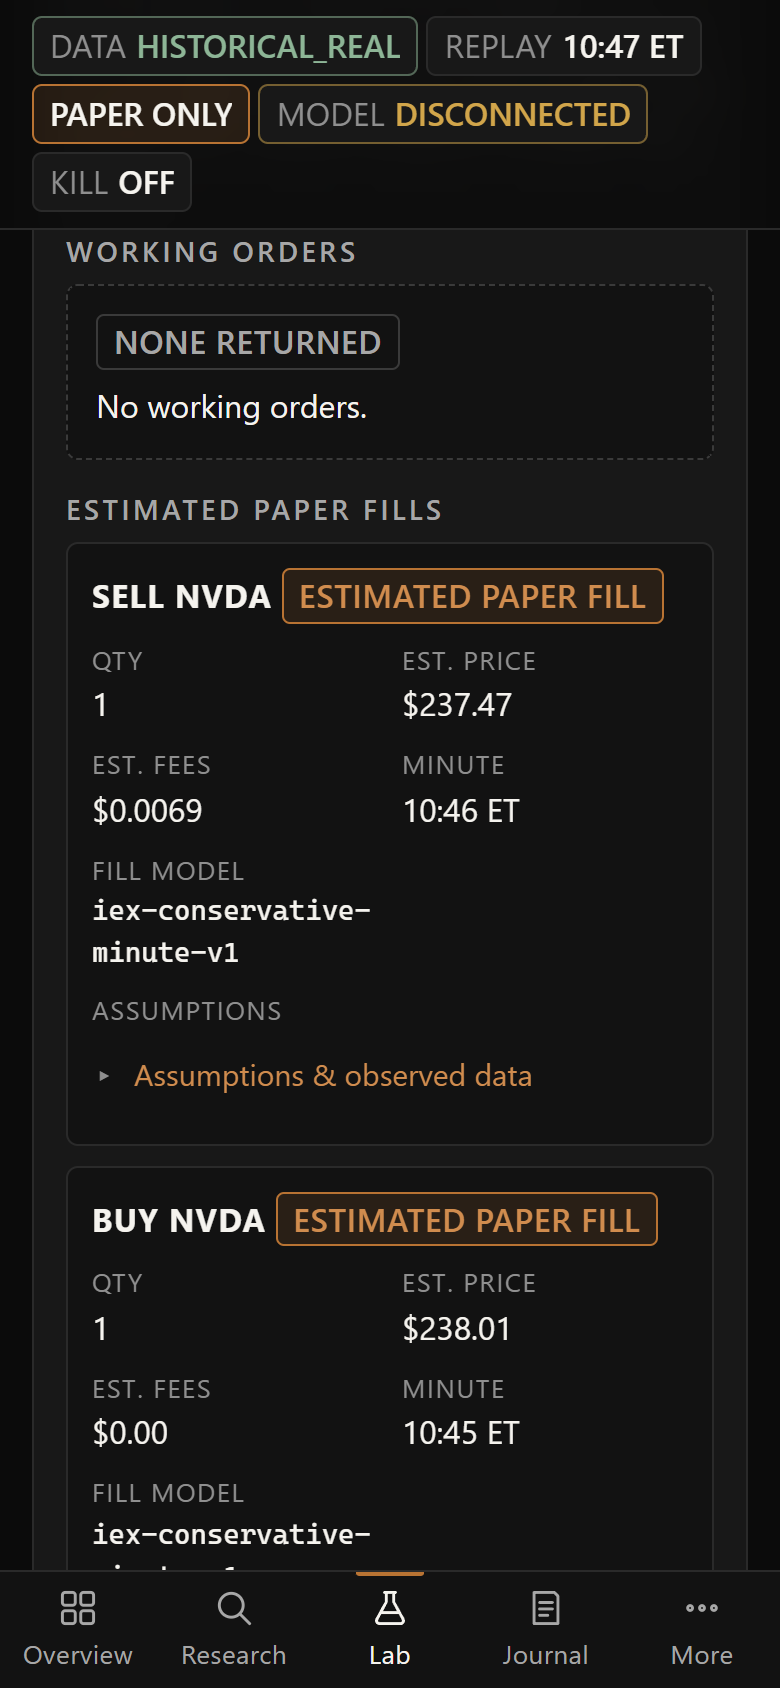 DATA HISTORICAL_REAL REPLAY 10:47 ET
PAPER ONLY MODEL DISCONNECTED
KILL OFF
WORKING ORDERS
NONE RETURNED
No working orders.
ESTIMATED PAPER FILLS
SELL NVDA ESTIMATED PAPER FILL
QTY EST. PRICE
1 $237.47
EST. FEES MINUTE
$0.0069 10:46 ET
FILL MODEL
iex-conservative-
minute-v1
ASSUMPTIONS
▸ Assumptions & observed data
BUY NVDA ESTIMATED PAPER FILL
QTY EST. PRICE
1 $238.01
EST. FEES MINUTE
$0.00 10:45 ET
FILL MODEL
iex-conservative-
Overview Research Lab Journal More